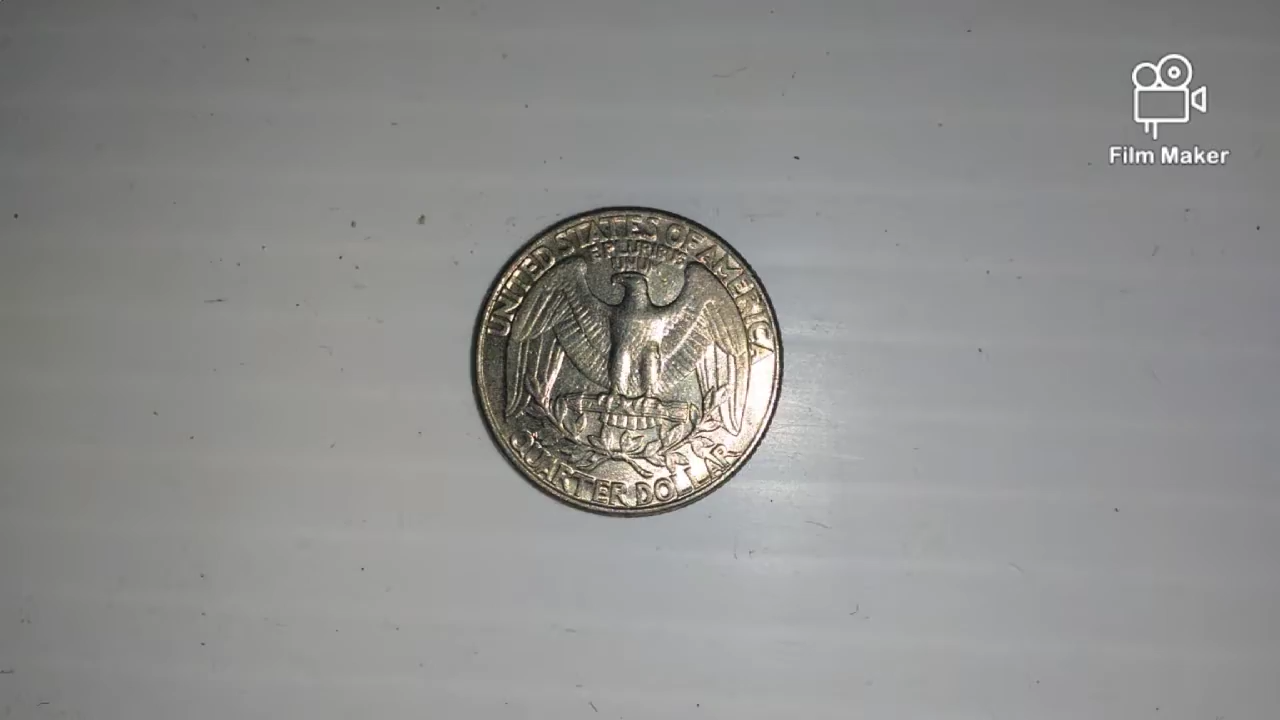 Film Maker
UNITED STATES OF AMERICA
E PLURIBUS
UNUM
QUARTER DOLLAR